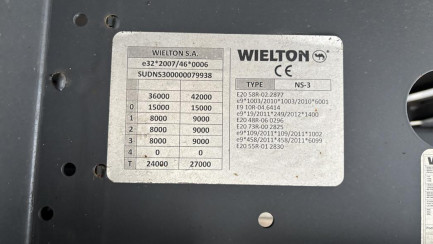 WIELTON S.A.
e32*2007/46*0006
SUDNS300000079938
36000 42000
0 15000 15000
1 8000 9000
2 8000 9000
3 8000 9000
4 0 0
T 24000 27000
WIELTON
CE
TYPE NS-3
E20 58R-02 2877
e9*1003/2010*1003/2010*6001
E9 10R-04 6414
e9*19/2011*249/2012*1400
E20 48R-06 0296
E20 73R-00 2825
e9*109/2011*109/2011*1002
e9*458/2011*458/2011*6099
E20 55R-01 2830